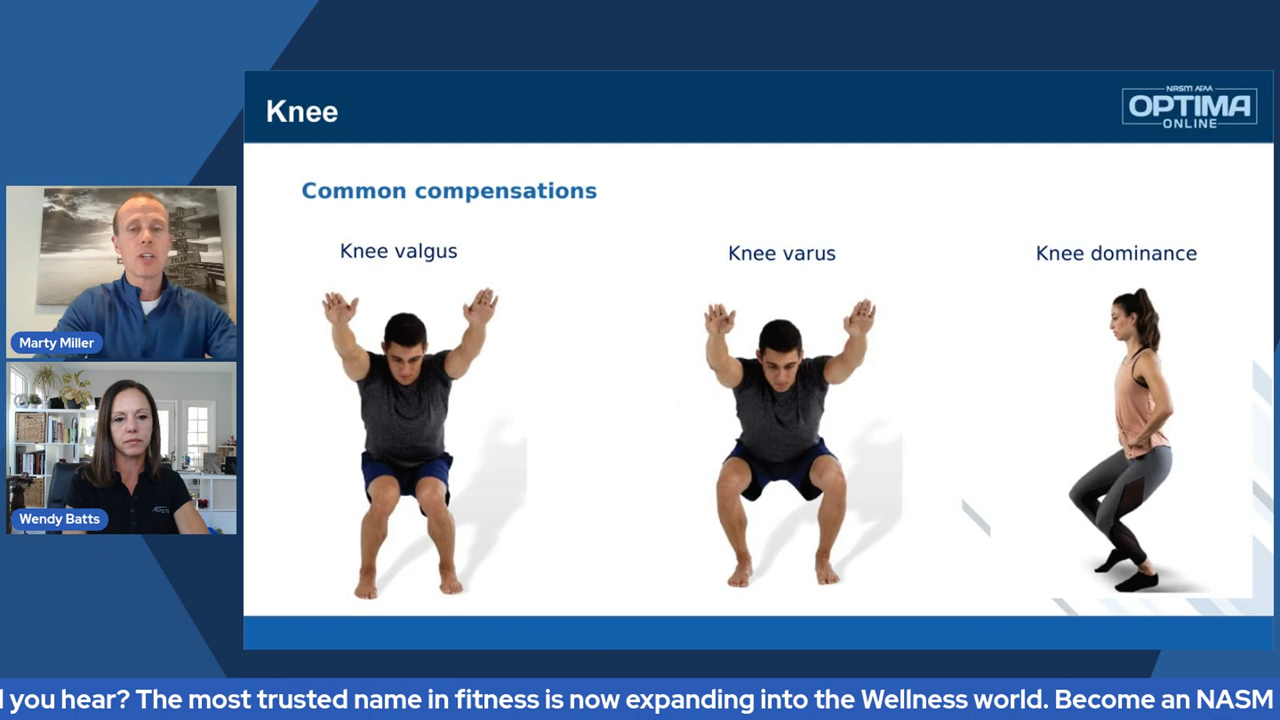 Knee
NASM AFAA
OPTIMA
ONLINE
Common compensations
Knee valgus
Knee varus
Knee dominance
Marty Miller
Wendy Batts
you hear? The most trusted name in fitness is now expanding into the Wellness world. Become an NASM